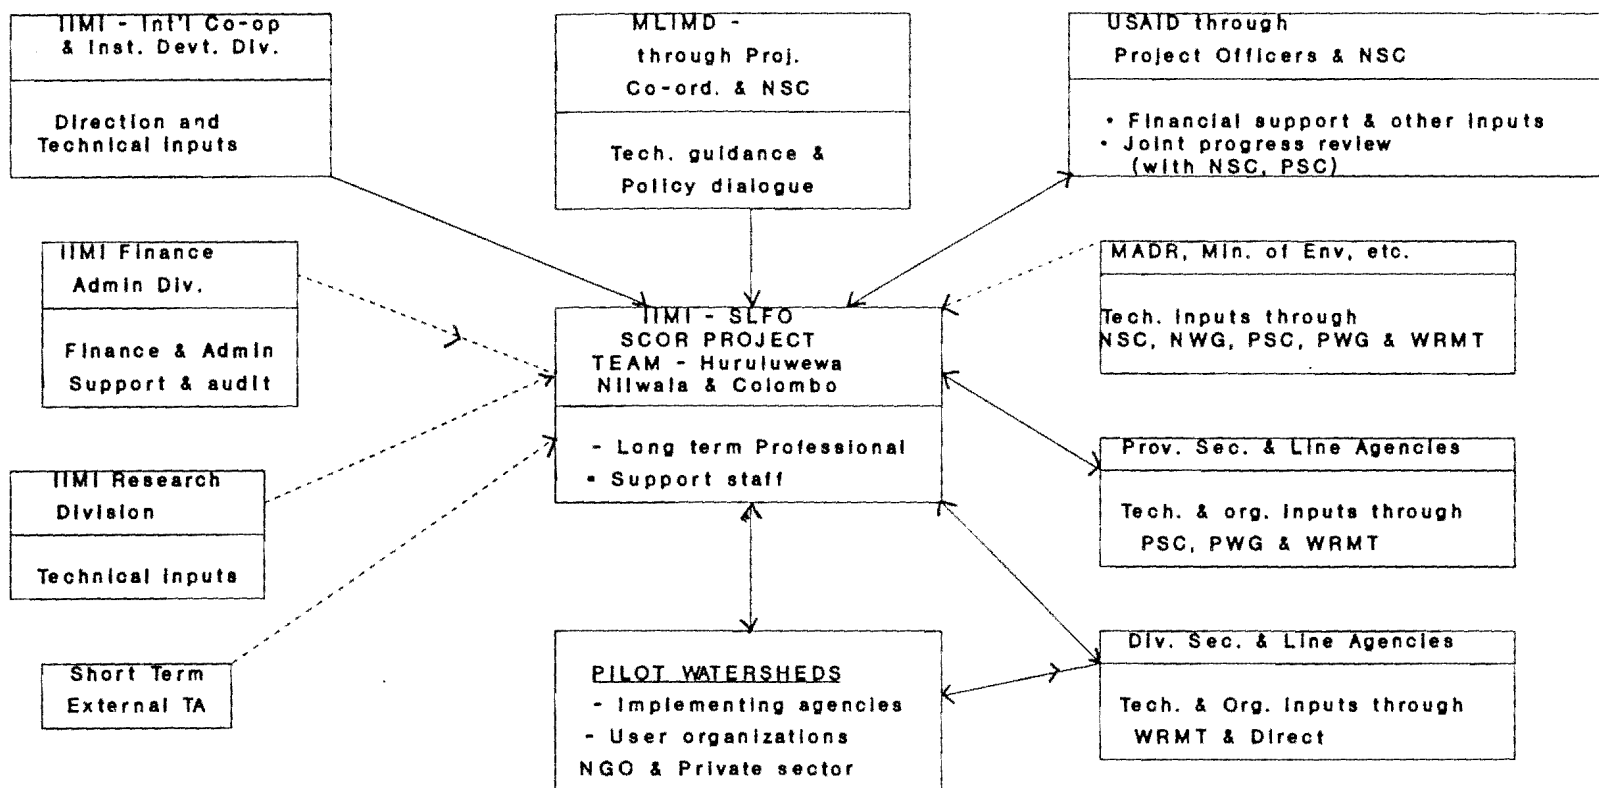 IIMI - Int'l Co-op
& Inst. Devt. Div.
Direction and
Technical inputs
MLIMD -
through Proj.
Co-ord. & NSC
Tech. guidance &
Policy dialogue
USAID through
Project Officers & NSC
• Financial support & other inputs
• Joint progress review
(with NSC, PSC)
IIMI Finance
Admin Div.
Finance & Admin
Support & audit
IIMI - SLFO
SCOR PROJECT
TEAM - Huruluwewa
Nilwala & Colombo
- Long term Professional
• Support staff
MADR, Min. of Env, etc.
Tech. inputs through
NSC, NWG, PSC, PWG & WRMT
IIMI Research
Division
Technical inputs
Prov. Sec. & Line Agencies
Tech. & org. inputs through
PSC, PWG & WRMT
Short Term
External TA
PILOT WATERSHEDS
- Implementing agencies
- User organizations
NGO & Private sector
Div. Sec. & Line Agencies
Tech. & Org. inputs through
WRMT & Direct